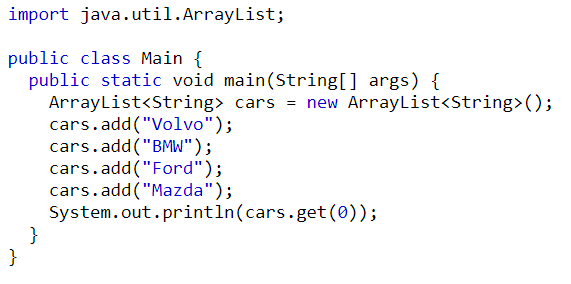 import java.util.ArrayList;

public class Main {
  public static void main(String[] args) {
    ArrayList<String> cars = new ArrayList<String>();
    cars.add("Volvo");
    cars.add("BMW");
    cars.add("Ford");
    cars.add("Mazda");
    System.out.println(cars.get(0));
  }
}